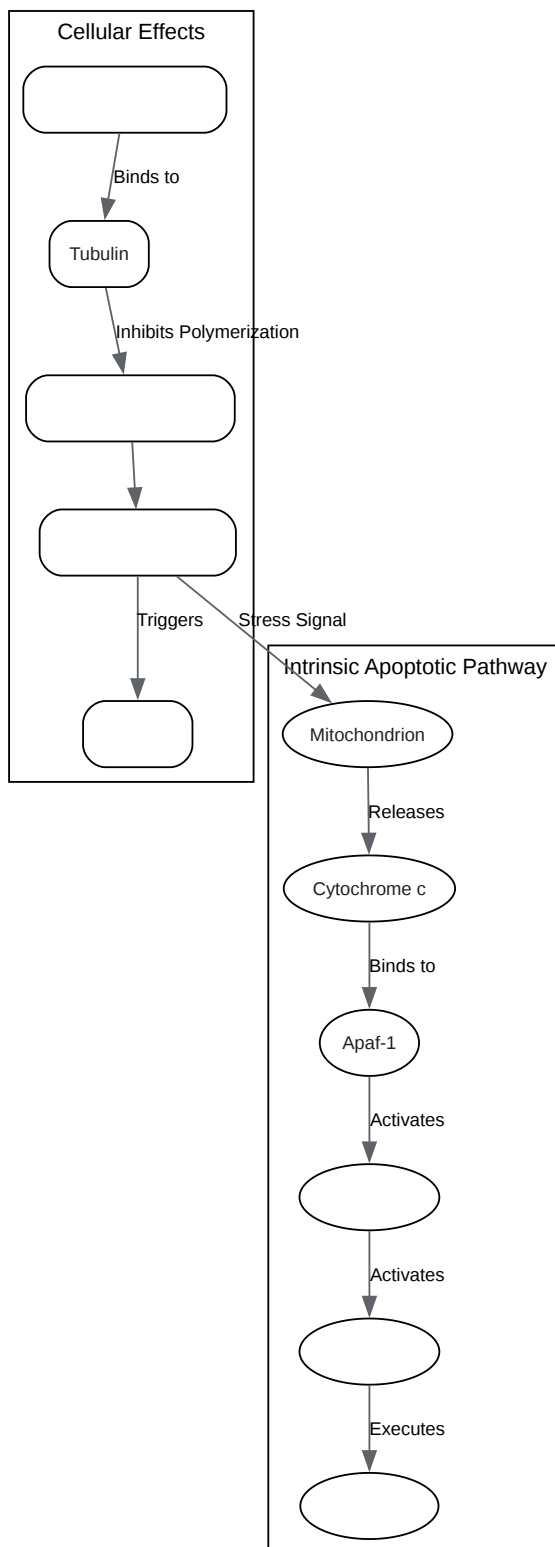 Cellular Effects
Binds to
Tubulin
Inhibits Polymerization
Triggers
Stress Signal
Intrinsic Apoptotic Pathway
Mitochondrion
Releases
Cytochrome c
Binds to
Apaf-1
Activates
Activates
Executes